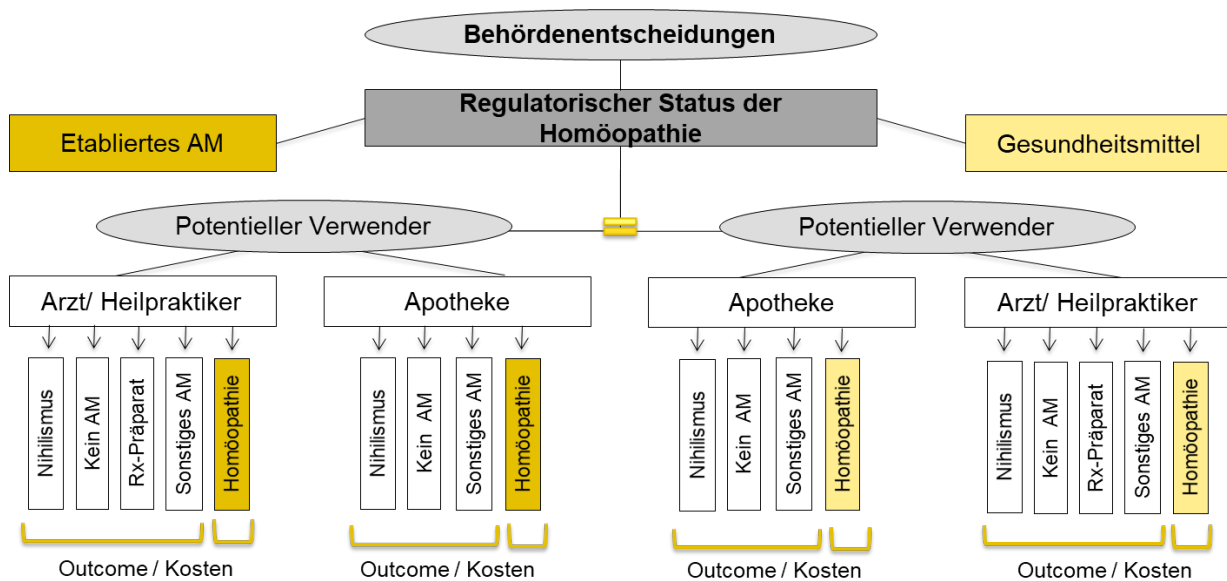 Behördenentscheidungen
Regulatorischer Status der
Homöopathie
Etabliertes AM
Gesundheitsmittel
Potentieller Verwender
Potentieller Verwender
Arzt/ Heilpraktiker
Apotheke
Apotheke
Arzt/ Heilpraktiker
Nihilismus
Kein AM
Rx-Präparat
Sonstiges AM
Homöopathie
Nihilismus
Kein AM
Sonstiges AM
Homöopathie
Nihilismus
Kein AM
Sonstiges AM
Homöopathie
Nihilismus
Kein AM
Rx-Präparat
Sonstiges AM
Homöopathie
Outcome / Kosten
Outcome / Kosten
Outcome / Kosten
Outcome / Kosten